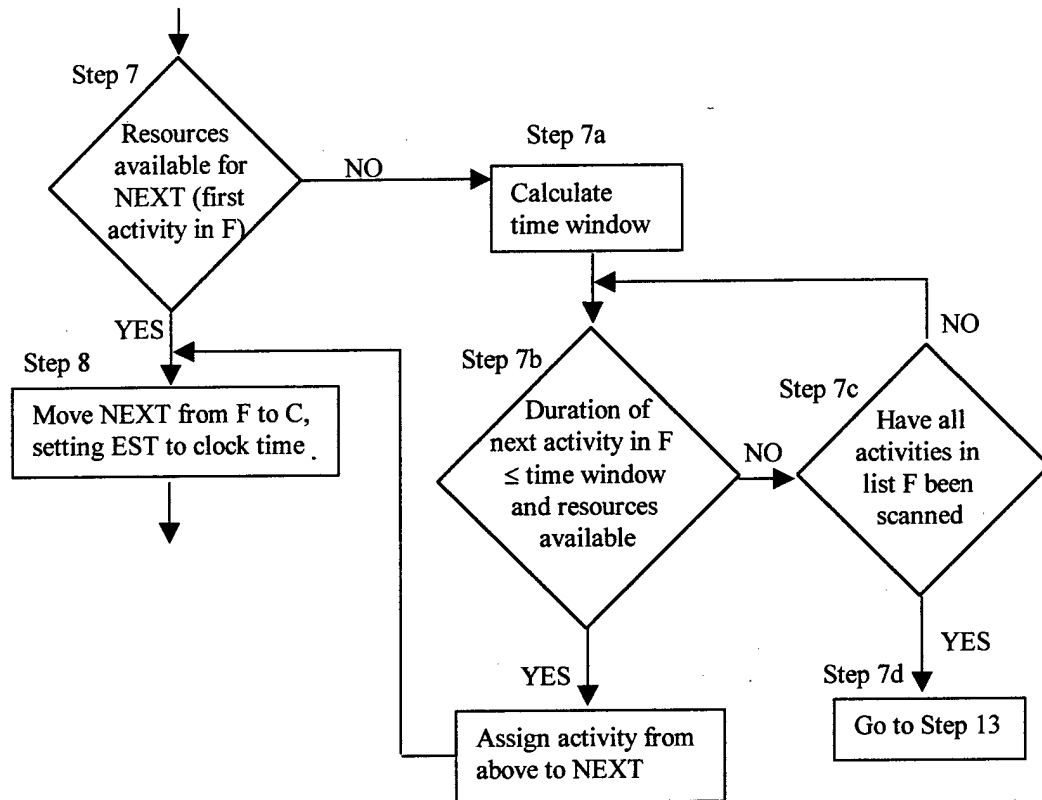 Step 7
Resources
available for
NEXT (first
activity in F)
NO
YES
Step 7a
Calculate
time window
Step 8
Move NEXT from F to C,
setting EST to clock time
Step 7b
Duration of
next activity in F
≤ time window
and resources
available
NO
YES
Step 7c
Have all
activities in
list F been
scanned
NO
YES
Assign activity from
above to NEXT
Step 7d
Go to Step 13